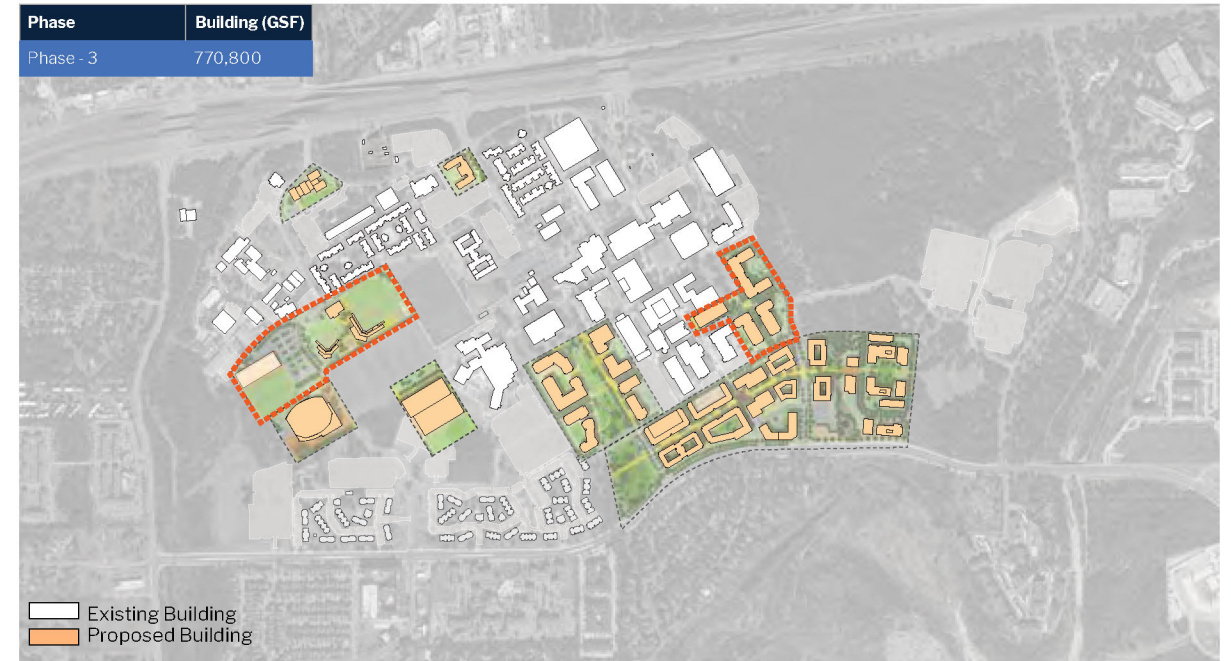 Phase Building (GSF)
Phase - 3 770,800
Existing Building
Proposed Building